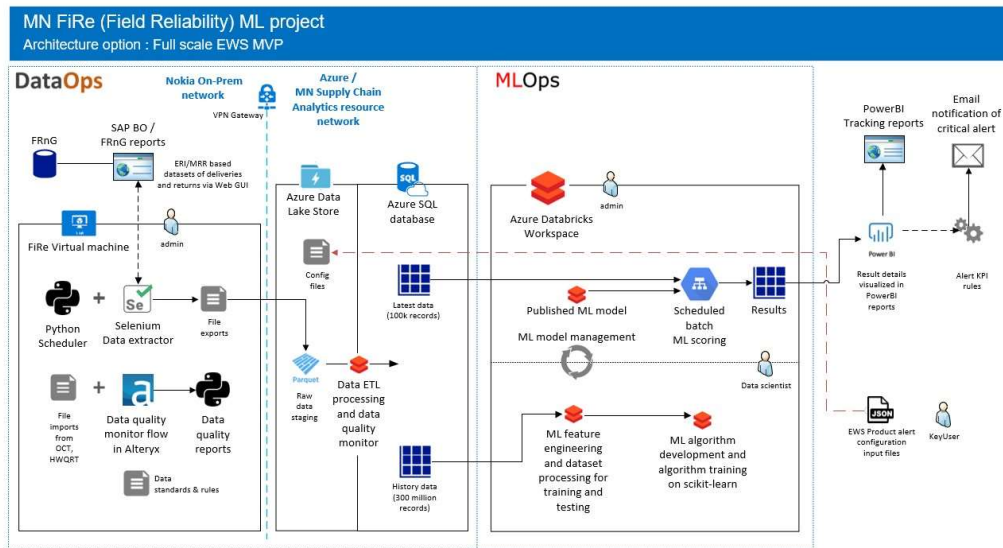 MN FiRe (Field Reliability) ML project
Architecture option : Full scale EWS MVP
DataOps
Nokia On-Prem
network
VPN Gateway
Azure /
MN Supply Chain
Analytics resource
network
MLOps
PowerBI
Tracking reports
Email
notification of
critical alert
FRnG
SAP BO /
FRnG reports
ERI/MRR based
datasets of deliveries
and returns via Web GUI
FiRe Virtual machine
admin
Python
Scheduler
+
Se
Selenium
Data extractor
File
exports
File
imports
from
OCT,
HWQRT
+
a
Data quality
monitor flow
in Alteryx
Data
quality
reports
Data
standards & rules
Azure Data
Lake Store
SQL
Azure SQL
database
Config
files
Latest data
(100k records)
Parquet
Raw
data
staging
Data ETL
processing
and data
quality
monitor
History data
(300 million
records)
Azure Databricks
Workspace
admin
Published ML model
Scheduled
batch
ML scoring
Results
ML model management
Data scientist
ML feature
engineering
and dataset
processing for
training and
testing
ML algorithm
development and
algorithm training
on scikit-learn
Power BI
Result details
visualized in
PowerBI
reports
Alert KPI
rules
JSON
EWS Product alert
configuration
input files
KeyUser